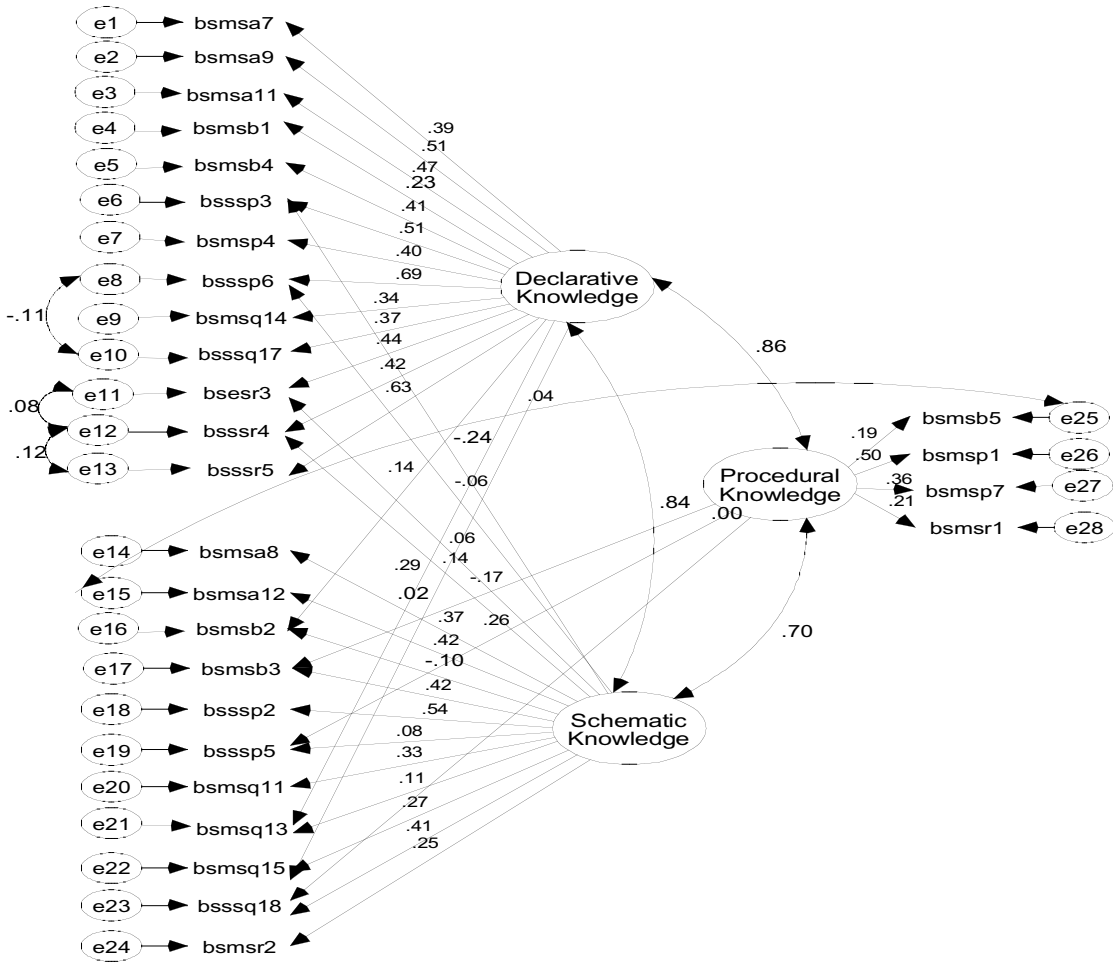 e1 bsmsa7
e2 bsmsa9
e3 bsmsa11
e4 bsmsb1
e5 bsmsb4
e6 bsssp3
e7 bsmsp4
e8 bsssp6
e9 bsmsq14
e10 bsssq17
e11 bsesr3
e12 bsssr4
e13 bsssr5
-.11
.08
.12
.39
.51
.47
.23
.41
.51
.40
.69
.34
.37
.44
.42
.63
Declarative
Knowledge
.86
.04
bsmsb5 e25
bsmsp1 e26
bsmsp7 e27
bsmsr1 e28
.19
.50
.36
.21
Procedural
Knowledge
-.24
.14
-.06
.84
.00
.06
.14
.29
-.17
.02
.26
.70
e14 bsmsa8
e15 bsmsa12
e16 bsmsb2
e17 bsmsb3
e18 bsssp2
e19 bsssp5
e20 bsmsq11
e21 bsmsq13
e22 bsmsq15
e23 bsssq18
e24 bsmsr2
.37
.42
-.10
.42
.54
.08
.33
.11
.27
.41
.25
Schematic
Knowledge